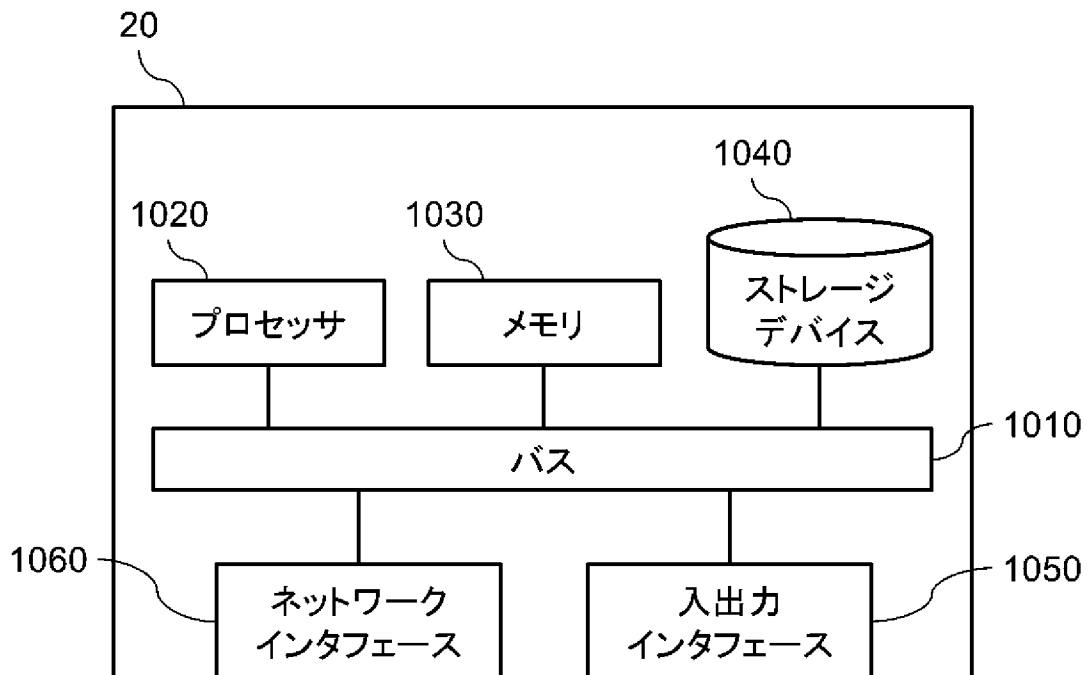 20
1040
1020
1030
ストレージ
デバイス
プロセッサ
メモリ
1010
バス
1060
1050
ネットワーク
インタフェース
入出力
インタフェース